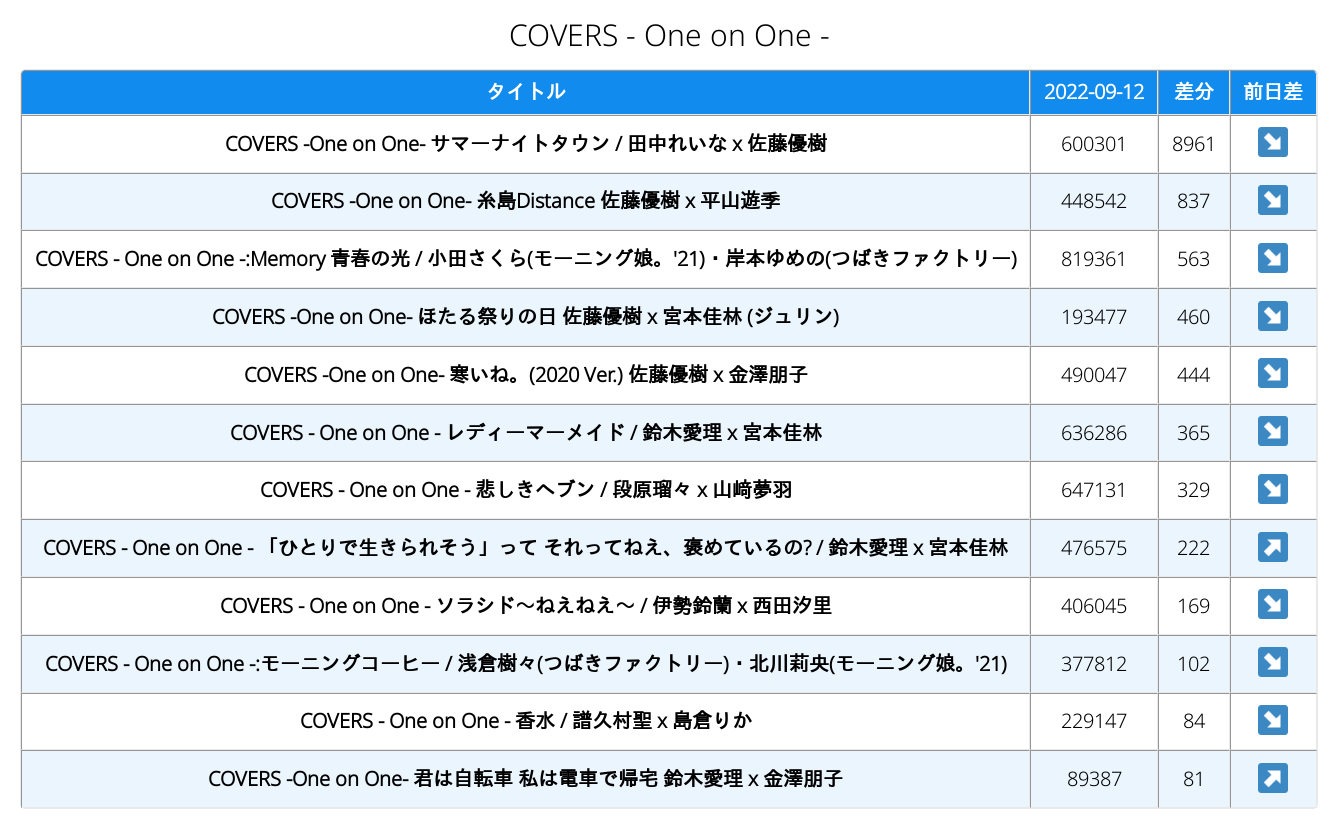 COVERS - One on One -
タイトル 2022-09-12 差分 前日差
COVERS -One on One- サマーナイトタウン / 田中れいな x 佐藤優樹 600301 8961 ↘
COVERS -One on One- 糸島Distance 佐藤優樹 x 平山遊季 448542 837 ↘
COVERS - One on One -:Memory 青春の光 / 小田さくら(モーニング娘。'21)・岸本ゆめの(つばきファクトリー) 819361 563 ↘
COVERS -One on One- ほたる祭りの日 佐藤優樹 x 宮本佳林 (ジュリン) 193477 460 ↘
COVERS -One on One- 寒いね。(2020 Ver.) 佐藤優樹 x 金澤朋子 490047 444 ↘
COVERS - One on One - レディーマーメイド / 鈴木愛理 x 宮本佳林 636286 365 ↘
COVERS - One on One - 悲しきヘブン / 段原瑠々 x 山﨑夢羽 647131 329 ↘
COVERS - One on One - 「ひとりで生きられそう」って それってねえ、褒めているの? / 鈴木愛理 x 宮本佳林 476575 222 ↗
COVERS - One on One - ソラシド〜ねえねえ〜 / 伊勢鈴蘭 x 西田汐里 406045 169 ↘
COVERS - One on One -:モーニングコーヒー / 浅倉樹々(つばきファクトリー)・北川莉央(モーニング娘。'21) 377812 102 ↘
COVERS - One on One - 香水 / 譜久村聖 x 島倉りか 229147 84 ↘
COVERS -One on One- 君は自転車 私は電車で帰宅 鈴木愛理 x 金澤朋子 89387 81 ↗